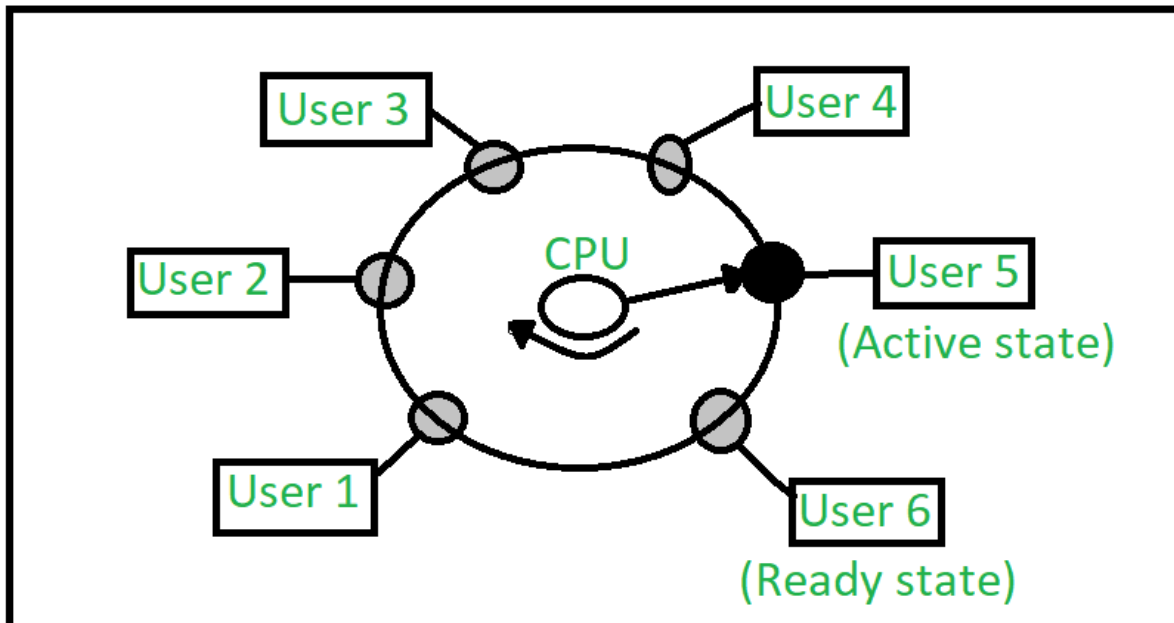 User 3
User 4
CPU
User 2
User 5
(Active state)
User 1
User 6
(Ready state)